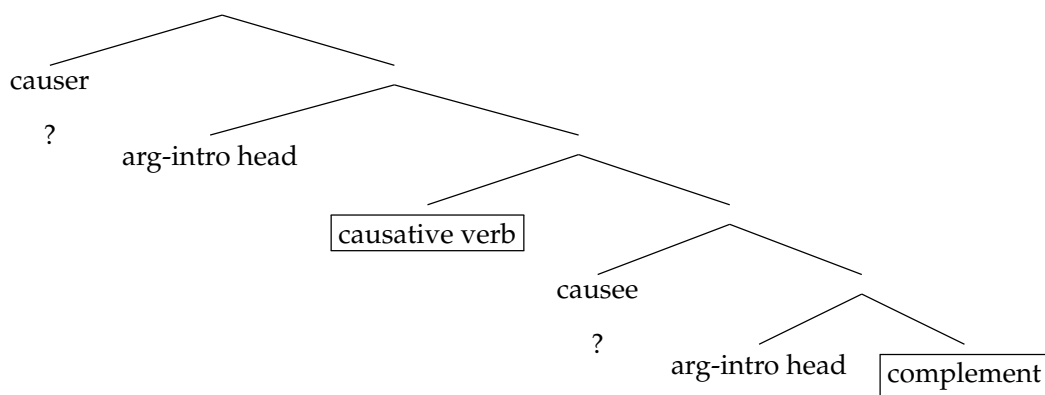 causer
?
arg-intro head
causative verb
causee
?
arg-intro head
complement